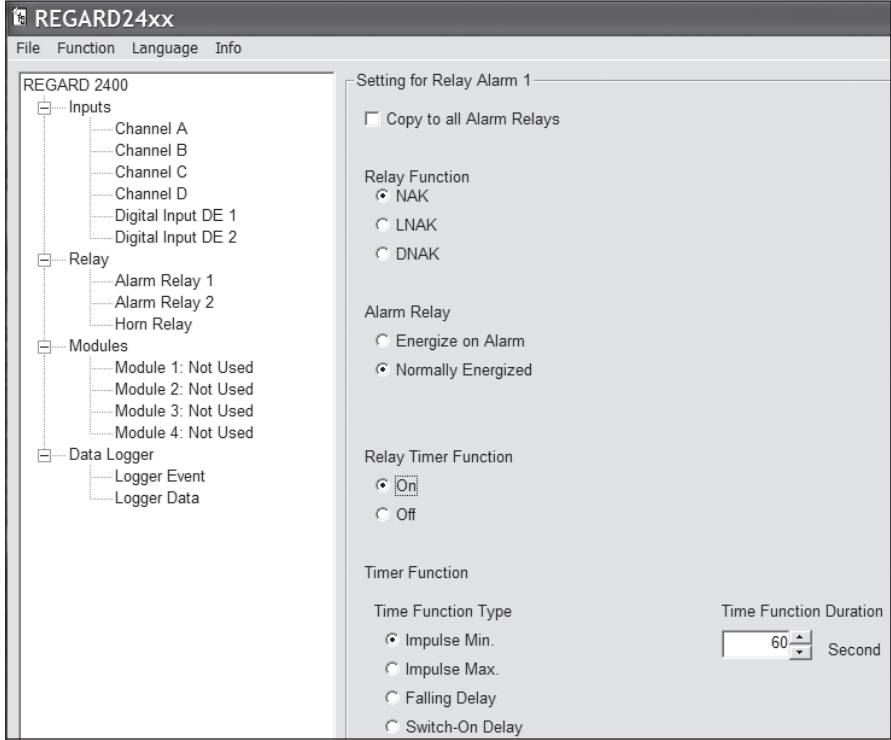 REGARD24xx
File Function Language Info
REGARD 2400
Inputs
Channel A
Channel B
Channel C
Channel D
Digital Input DE 1
Digital Input DE 2
Relay
Alarm Relay 1
Alarm Relay 2
Horn Relay
Modules
Module 1: Not Used
Module 2: Not Used
Module 3: Not Used
Module 4: Not Used
Data Logger
Logger Event
Logger Data
Setting for Relay Alarm 1
Copy to all Alarm Relays
Relay Function
NAK
LNAK
DNAK
Alarm Relay
Energize on Alarm
Normally Energized
Relay Timer Function
On
Off
Timer Function
Time Function Type
Impulse Min.
Impulse Max.
Falling Delay
Switch-On Delay
Time Function Duration
60 Second